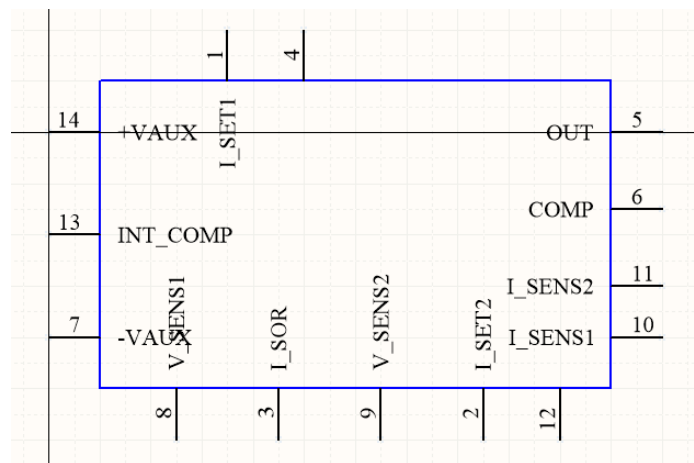 1
4
I_SET1
14
+VAUX
OUT
5
COMP
6
13
INT_COMP
I_SENS2
11
7
-VAUX
V_SENS1
I_SOR
V_SENS2
I_SET2
I_SENS1
10
8
3
9
2
12